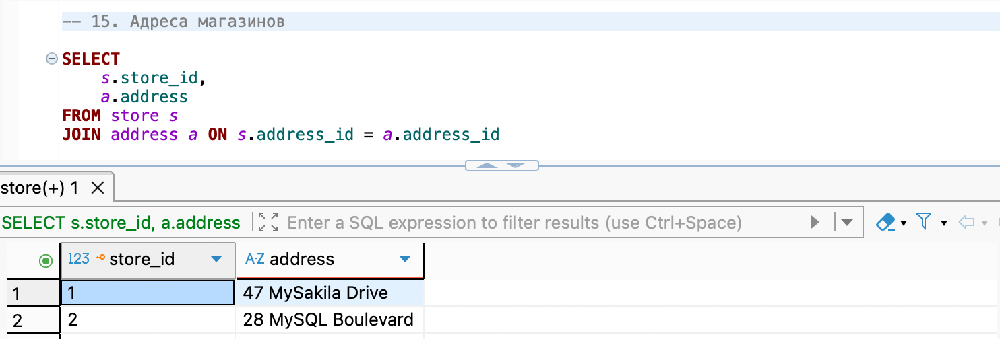 -- 15. Адреса магазинов
SELECT
s.store_id,
a.address
FROM store s
JOIN address a ON s.address_id = a.address_id
store(+) 1
SELECT s.store_id, a.address Enter a SQL expression to filter results (use Ctrl+Space)
123 store_id A-Z address
1 1 47 MySakila Drive
2 2 28 MySQL Boulevard